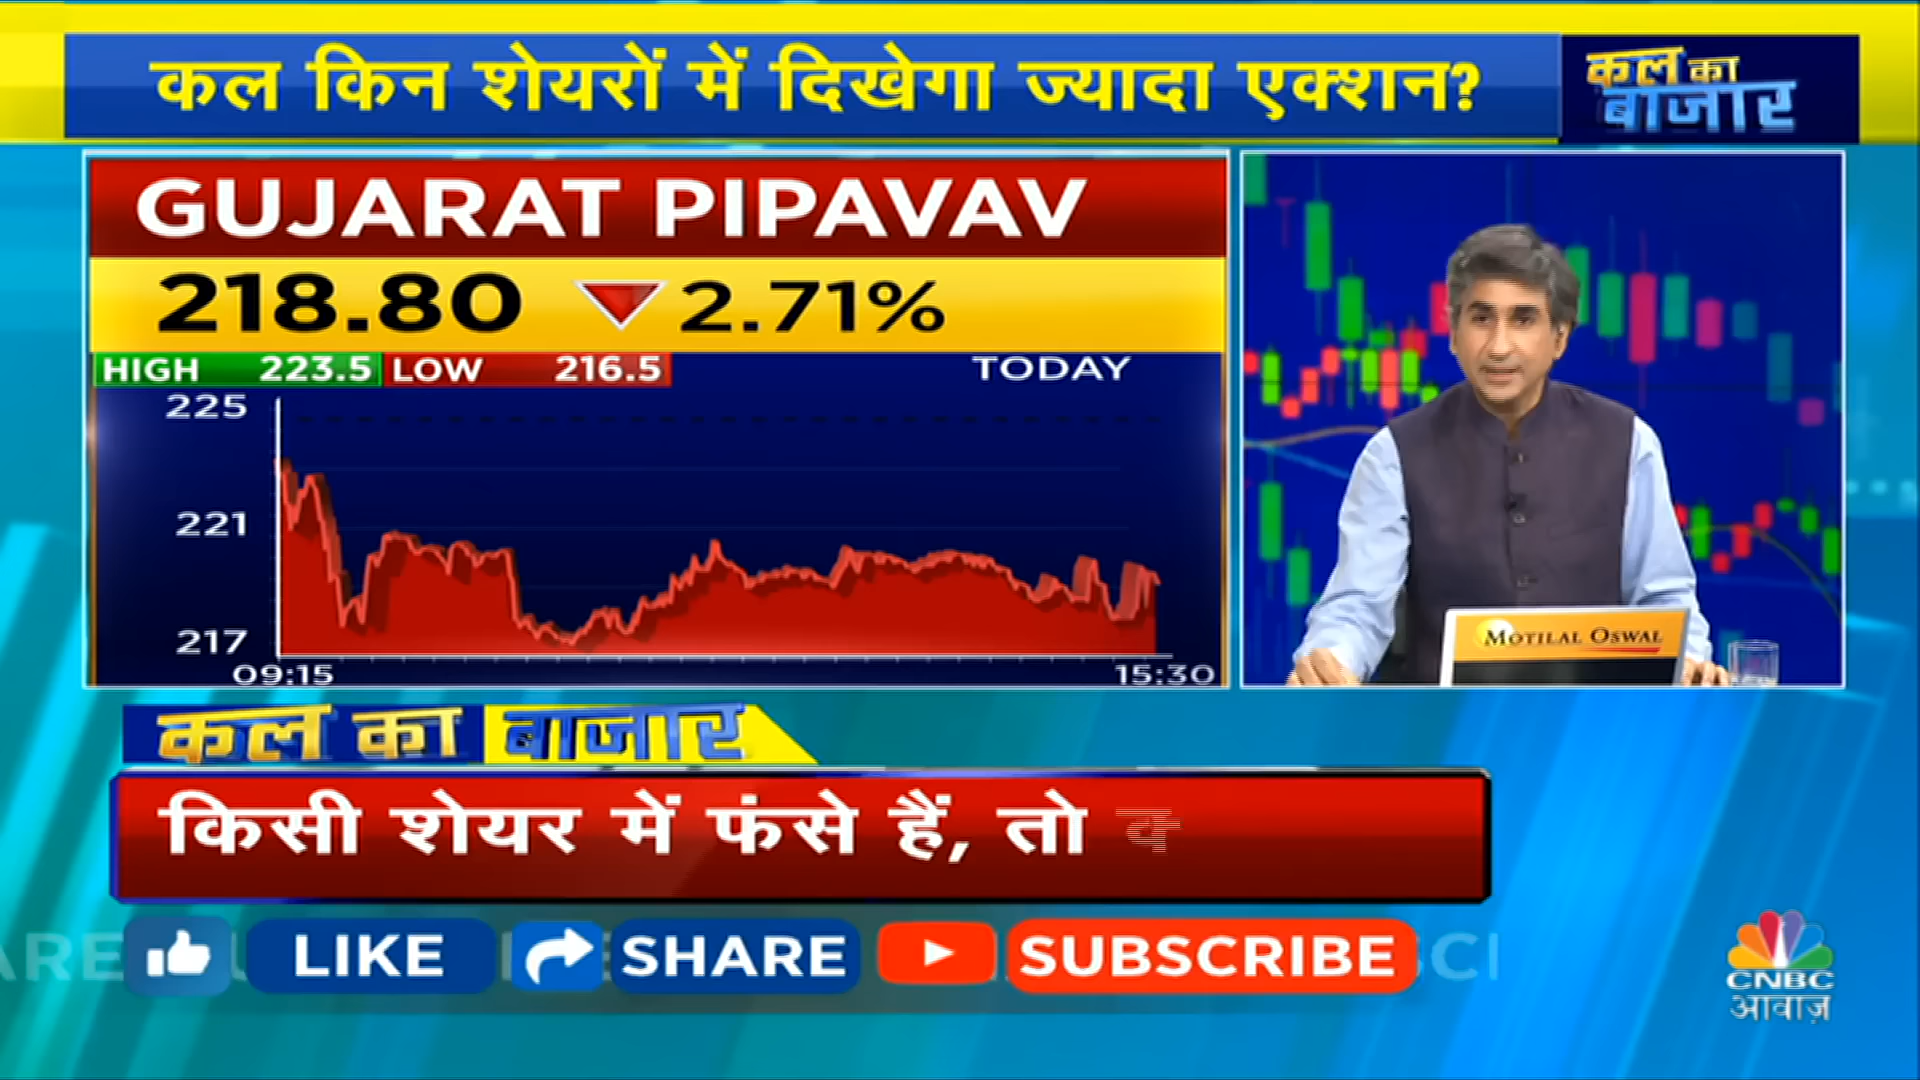 कल किन शेयरों में दिखेगा ज्यादा एक्शन?
कल का
बाजार
GUJARAT PIPAVAV
218.80 2.71%
HIGH 223.5 LOW 216.5 TODAY
225
221
217
09:15 15:30
MOTILAL OSWAL
कल का बाजार
किसी शेयर में फंसे हैं, तो
LIKE SHARE SUBSCRIBE
CNBC
आवाज़